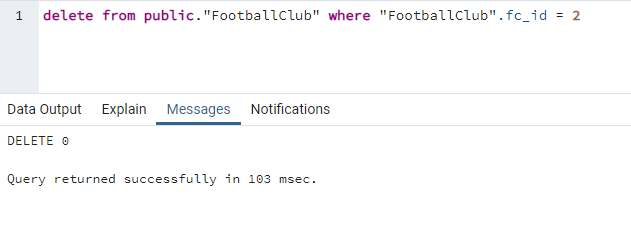 1 delete from public."FootballClub" where "FootballClub".fc_id = 2
Data Output Explain Messages Notifications
DELETE 0
Query returned successfully in 103 msec.